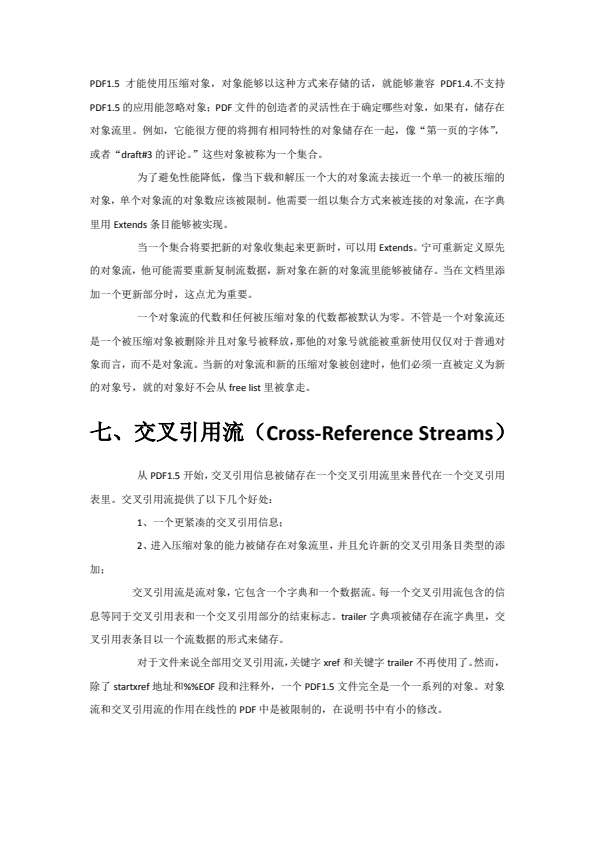 PDF1.5 才能使用压缩对象，对象能够以这种方式来存储的话，就能够兼容 PDF1.4.不支持
PDF1.5 的应用能忽略对象；PDF 文件的创造者的灵活性在于确定哪些对象，如果有，储存在
对象流里。例如，它能很方便的将拥有相同特性的对象储存在一起，像“第一页的字体”，
或者“draft#3 的评论。”这些对象被称为一个集合。
为了避免性能降低，像当下载和解压一个大的对象流去接近一个单一的被压缩的
对象，单个对象流的对象数应该被限制。他需要一组以集合方式来被连接的对象流，在字典
里用 Extends 条目能够被实现。
当一个集合将要把新的对象收集起来更新时，可以用 Extends。宁可重新定义原先
的对象流，他可能需要重新复制流数据，新对象在新的对象流里能够被储存。当在文档里添
加一个更新部分时，这点尤为重要。
一个对象流的代数和任何被压缩对象的代数都被默认为零。不管是一个对象流还
是一个被压缩对象被删除并且对象号被释放，那他的对象号就能被重新使用仅仅对于普通对
象而言，而不是对象流。当新的对象流和新的压缩对象被创建时，他们必须一直被定义为新
的对象号，就的对象好不会从 free list 里被拿走。
七、交叉引用流（Cross-Reference Streams）
从 PDF1.5 开始，交叉引用信息被储存在一个交叉引用流里来替代在一个交叉引用
表里。交叉引用流提供了以下几个好处：
1、一个更紧凑的交叉引用信息；
2、进入压缩对象的能力被储存在对象流里，并且允许新的交叉引用条目类型的添
加；
交叉引用流是流对象，它包含一个字典和一个数据流。每一个交叉引用流包含的信
息等同于交叉引用表和一个交叉引用部分的结束标志。trailer 字典项被储存在流字典里，交
叉引用表条目以一个流数据的形式来储存。
对于文件来说全部用交叉引用流，关键字 xref 和关键字 trailer 不再使用了。然而，
除了 startxref 地址和%%EOF 段和注释外，一个 PDF1.5 文件完全是一个一系列的对象。对象
流和交叉引用流的作用在线性的 PDF 中是被限制的，在说明书中有小的修改。